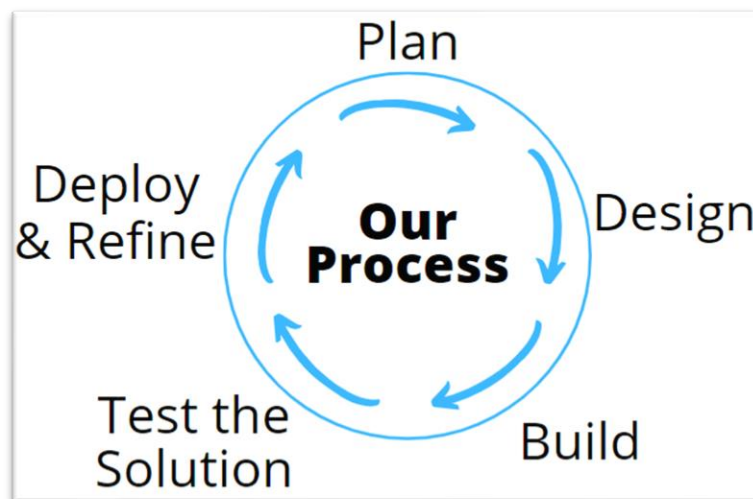 Plan
Design
Build
Test the
Solution
Deploy
& Refine
Our
Process